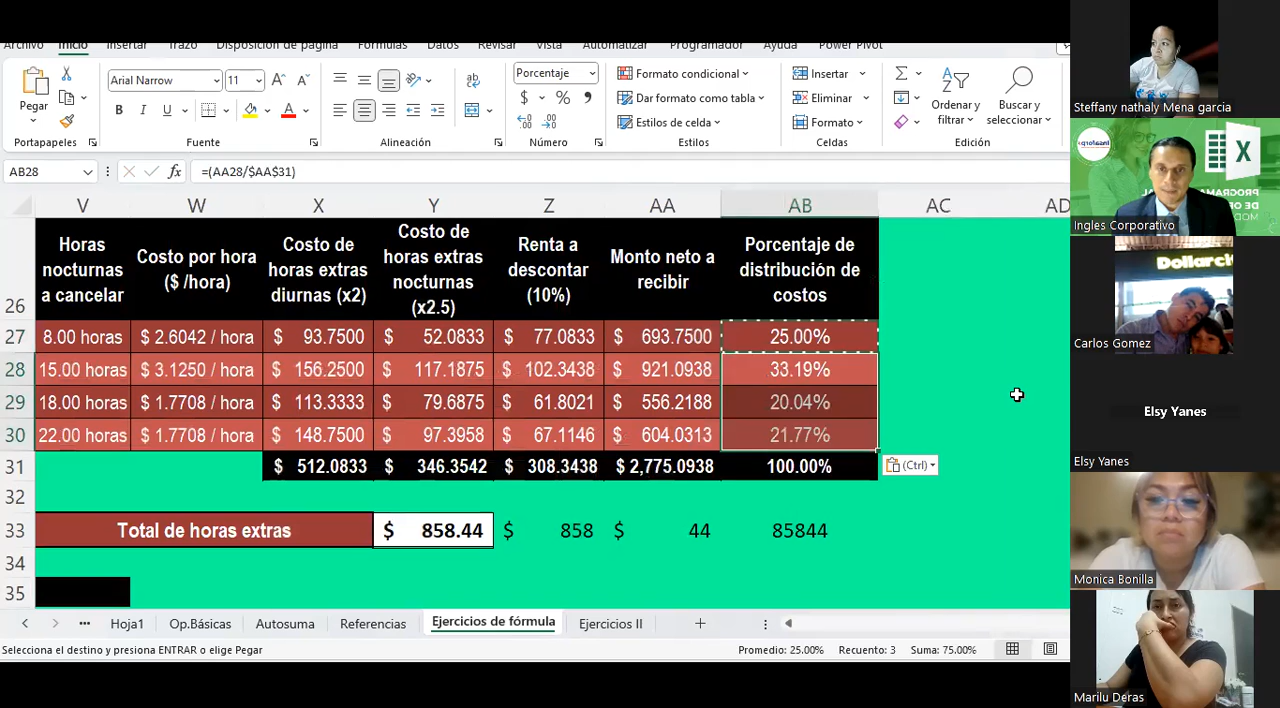 Archivo Inicio Insertar Trazo Disposición de página Fórmulas Datos Revisar Vista Automatizar Programador Ayuda Power Pivot
Pegar
Portapapeles
Arial Narrow 11
N K S
Fuente
Alineación
Porcentaje
$ % 
Número
Formato condicional
Dar formato como tabla
Estilos de celda
Estilos
Insertar
Eliminar
Formato
Celdas
Ordenar y filtrar
Buscar y seleccionar
Edición
AB28 fx =(AA28/$AA$31)
V W X Y Z AA AB AC AD
26 Horas nocturnas a cancelar Costo por hora ($ /hora) Costo de horas extras diurnas (x2) Costo de horas extras nocturnas (x2.5) Renta a descontar (10%) Monto neto a recibir Porcentaje de distribución de costos
27 8.00 horas $ 2.6042 / hora $ 93.7500 $ 52.0833 $ 77.0833 $ 693.7500 25.00%
28 15.00 horas $ 3.1250 / hora $ 156.2500 $ 117.1875 $ 102.3438 $ 921.0938 33.19%
29 18.00 horas $ 1.7708 / hora $ 113.3333 $ 79.6875 $ 61.8021 $ 556.2188 20.04%
30 22.00 horas $ 1.7708 / hora $ 148.7500 $ 97.3958 $ 67.1146 $ 604.0313 21.77%
31 $ 512.0833 $ 346.3542 $ 308.3438 $ 2,775.0938 100.00% (Ctrl)
32
33 Total de horas extras $ 858.44 $ 858 $ 44 85844
34
35
Hoja1 Op.Básicas Autosuma Referencias Ejercicios de fórmula Ejercicios II
Selecciona el destino y presiona ENTRAR o elige Pegar Promedio: 25.00% Recuento: 3 Suma: 75.00%
Steffany nathaly Mena garcia
Ingles Corporativo
Dollarcit
Carlos Gomez
Elsy Yanes
Elsy Yanes
Monica Bonilla
Marilu Deras